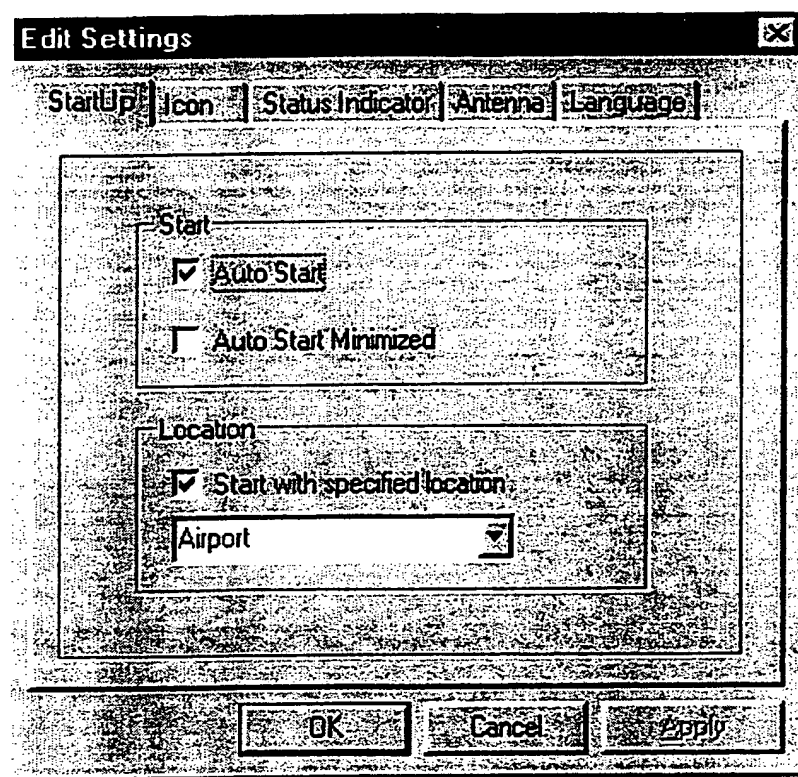 Edit Settings
StartUp Icon Status Indicator Antenna Language
Start
Auto Start
Auto Start Minimized
Location
Start with specified location
Airport
OK Cancel Apply